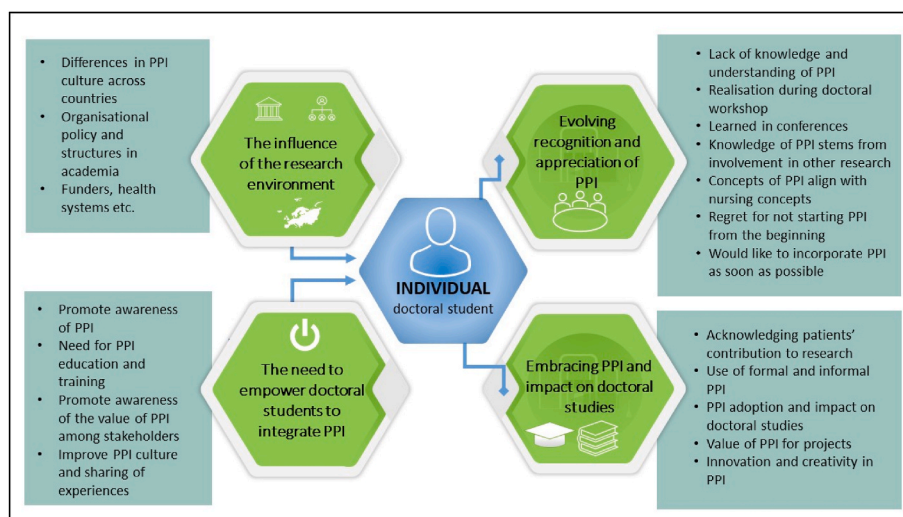 • Differences in PPI
culture across
countries
• Organisational
policy and
structures in
academia
• Funders, health
systems etc.
The influence
of the research
environment
Evolving
recognition and
appreciation of
PPI
• Lack of knowledge and
understanding of PPI
• Realisation during doctoral
workshop
• Learned in conferences
• Knowledge of PPI stems from
involvement in other research
• Concepts of PPI align with
nursing concepts
• Regret for not starting PPI
from the beginning
• Would like to incorporate PPI
as soon as possible
INDIVIDUAL
doctoral student
• Promote awareness
of PPI
• Need for PPI
education and
training
• Promote awareness
of the value of PPI
among stakeholders
• Improve PPI culture
and sharing of
experiences
The need to
empower doctoral
students to
integrate PPI
Embracing PPI and
impact on doctoral
studies
• Acknowledging patients'
contribution to research
• Use of formal and informal
PPI
• PPI adoption and impact on
doctoral studies
• Value of PPI for projects
• Innovation and creativity in
PPI